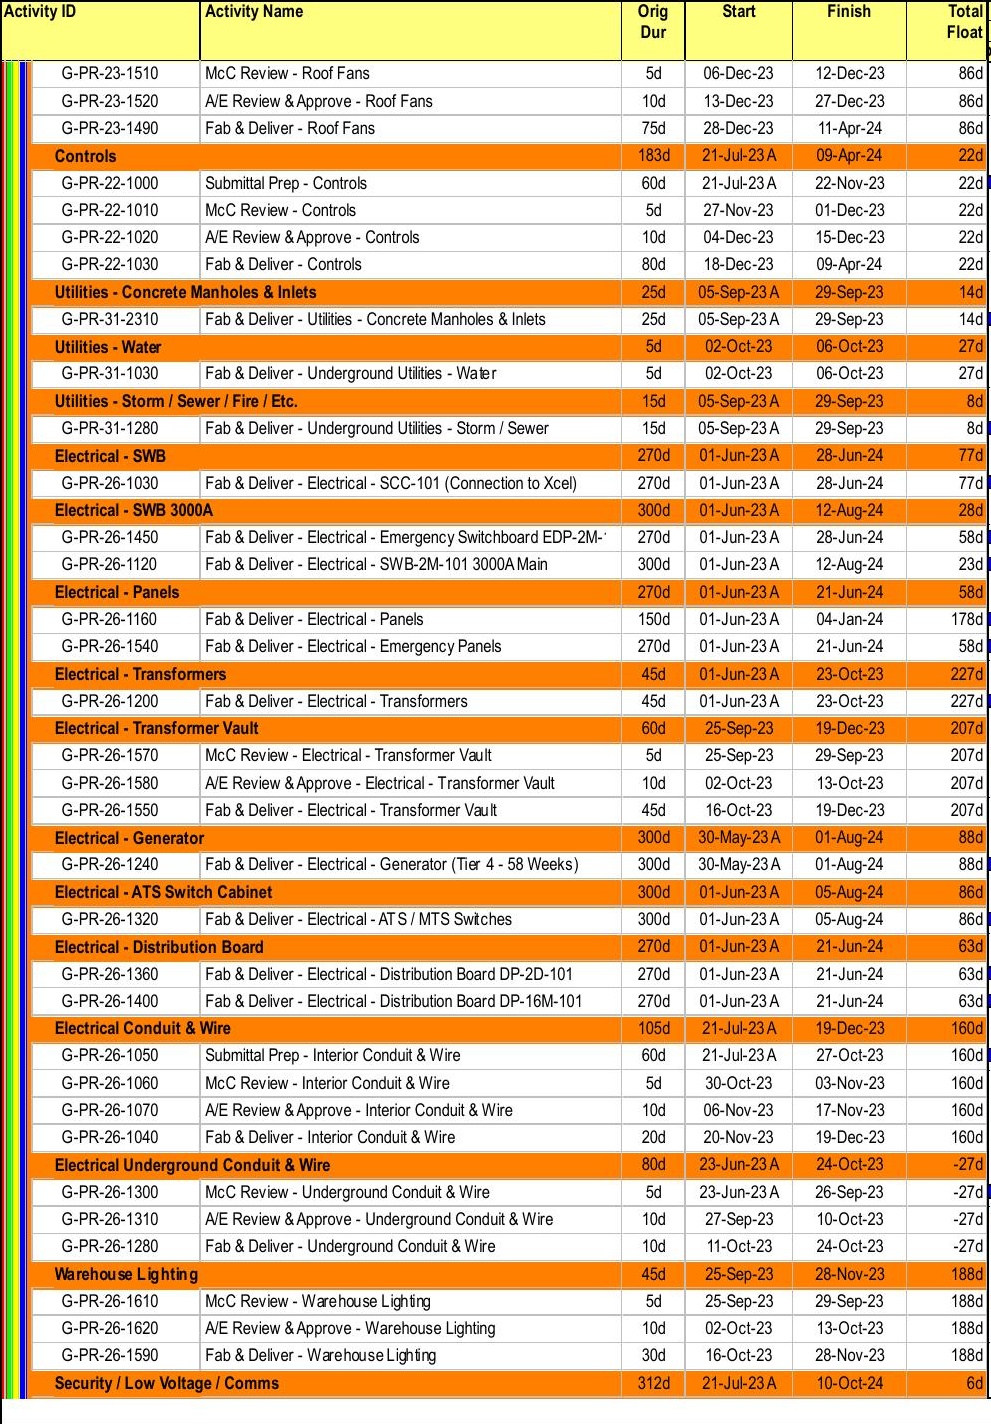 Activity ID Activity Name Orig Dur Start Finish Total Float
G-PR-23-1510 McC Review - Roof Fans 5d 06-Dec-23 12-Dec-23 86d
G-PR-23-1520 A/E Review & Approve - Roof Fans 10d 13-Dec-23 27-Dec-23 86d
G-PR-23-1490 Fab & Deliver - Roof Fans 75d 28-Dec-23 11-Apr-24 86d
Controls 183d 21-Jul-23 A 09-Apr-24 22d
G-PR-22-1000 Submittal Prep - Controls 60d 21-Jul-23 A 22-Nov-23 22d
G-PR-22-1010 McC Review - Controls 5d 27-Nov-23 01-Dec-23 22d
G-PR-22-1020 A/E Review & Approve - Controls 10d 04-Dec-23 15-Dec-23 22d
G-PR-22-1030 Fab & Deliver - Controls 80d 18-Dec-23 09-Apr-24 22d
Utilities - Concrete Manholes & Inlets 25d 05-Sep-23 A 29-Sep-23 14d
G-PR-31-2310 Fab & Deliver - Utilities - Concrete Manholes & Inlets 25d 05-Sep-23 A 29-Sep-23 14d
Utilities - Water 5d 02-Oct-23 06-Oct-23 27d
G-PR-31-1030 Fab & Deliver - Underground Utilities - Water 5d 02-Oct-23 06-Oct-23 27d
Utilities - Storm / Sewer / Fire / Etc. 15d 05-Sep-23 A 29-Sep-23 8d
G-PR-31-1280 Fab & Deliver - Underground Utilities - Storm / Sewer 15d 05-Sep-23 A 29-Sep-23 8d
Electrical - SWB 270d 01-Jun-23 A 28-Jun-24 77d
G-PR-26-1030 Fab & Deliver - Electrical - SCC-101 (Connection to Xcel) 270d 01-Jun-23 A 28-Jun-24 77d
Electrical - SWB 3000A 300d 01-Jun-23 A 12-Aug-24 28d
G-PR-26-1450 Fab & Deliver - Electrical - Emergency Switchboard EDP-2M- 270d 01-Jun-23 A 28-Jun-24 58d
G-PR-26-1120 Fab & Deliver - Electrical - SWB-2M-101 3000A Main 300d 01-Jun-23 A 12-Aug-24 23d
Electrical - Panels 270d 01-Jun-23 A 21-Jun-24 58d
G-PR-26-1160 Fab & Deliver - Electrical - Panels 150d 01-Jun-23 A 04-Jan-24 178d
G-PR-26-1540 Fab & Deliver - Electrical - Emergency Panels 270d 01-Jun-23 A 21-Jun-24 58d
Electrical - Transformers 45d 01-Jun-23 A 23-Oct-23 227d
G-PR-26-1200 Fab & Deliver - Electrical - Transformers 45d 01-Jun-23 A 23-Oct-23 227d
Electrical - Transformer Vault 60d 25-Sep-23 19-Dec-23 207d
G-PR-26-1570 McC Review - Electrical - Transformer Vault 5d 25-Sep-23 29-Sep-23 207d
G-PR-26-1580 A/E Review & Approve - Electrical - Transformer Vault 10d 02-Oct-23 13-Oct-23 207d
G-PR-26-1550 Fab & Deliver - Electrical - Transformer Vault 45d 16-Oct-23 19-Dec-23 207d
Electrical - Generator 300d 30-May-23 A 01-Aug-24 88d
G-PR-26-1240 Fab & Deliver - Electrical - Generator (Tier 4 - 58 Weeks) 300d 30-May-23 A 01-Aug-24 88d
Electrical - ATS Switch Cabinet 300d 01-Jun-23 A 05-Aug-24 86d
G-PR-26-1320 Fab & Deliver - Electrical - ATS / MTS Switches 300d 01-Jun-23 A 05-Aug-24 86d
Electrical - Distribution Board 270d 01-Jun-23 A 21-Jun-24 63d
G-PR-26-1360 Fab & Deliver - Electrical - Distribution Board DP-2D-101 270d 01-Jun-23 A 21-Jun-24 63d
G-PR-26-1400 Fab & Deliver - Electrical - Distribution Board DP-16M-101 270d 01-Jun-23 A 21-Jun-24 63d
Electrical Conduit & Wire 105d 21-Jul-23 A 19-Dec-23 160d
G-PR-26-1050 Submittal Prep - Interior Conduit & Wire 60d 21-Jul-23 A 27-Oct-23 160d
G-PR-26-1060 McC Review - Interior Conduit & Wire 5d 30-Oct-23 03-Nov-23 160d
G-PR-26-1070 A/E Review & Approve - Interior Conduit & Wire 10d 06-Nov-23 17-Nov-23 160d
G-PR-26-1040 Fab & Deliver - Interior Conduit & Wire 20d 20-Nov-23 19-Dec-23 160d
Electrical Underground Conduit & Wire 80d 23-Jun-23 A 24-Oct-23 -27d
G-PR-26-1300 McC Review - Underground Conduit & Wire 5d 23-Jun-23 A 26-Sep-23 -27d
G-PR-26-1310 A/E Review & Approve - Underground Conduit & Wire 10d 27-Sep-23 10-Oct-23 -27d
G-PR-26-1280 Fab & Deliver - Underground Conduit & Wire 10d 11-Oct-23 24-Oct-23 -27d
Warehouse Lighting 45d 25-Sep-23 28-Nov-23 188d
G-PR-26-1610 McC Review - Warehouse Lighting 5d 25-Sep-23 29-Sep-23 188d
G-PR-26-1620 A/E Review & Approve - Warehouse Lighting 10d 02-Oct-23 13-Oct-23 188d
G-PR-26-1590 Fab & Deliver - Warehouse Lighting 30d 16-Oct-23 28-Nov-23 188d
Security / Low Voltage / Comms 312d 21-Jul-23 A 10-Oct-24 6d